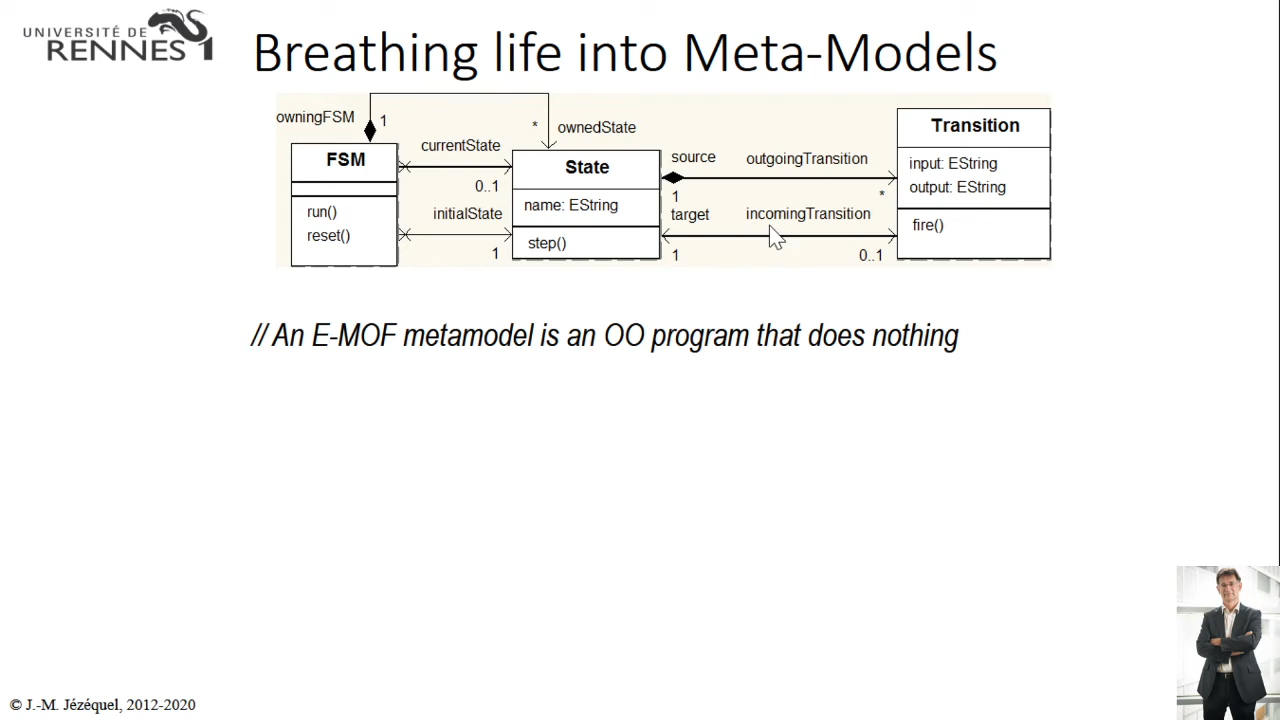 UNIVERSITÉ DE
RENNES 1
Breathing life into Meta-Models
owningFSM
1
*
ownedState
FSM
run()
reset()
currentState
0..1
initialState
1
State
name: EString
step()
source
1
outgoingTransition
*
target
1
incomingTransition
0..1
Transition
input: EString
output: EString
fire()
// An E-MOF metamodel is an OO program that does nothing
© J.-M. Jézéquel, 2012-2020